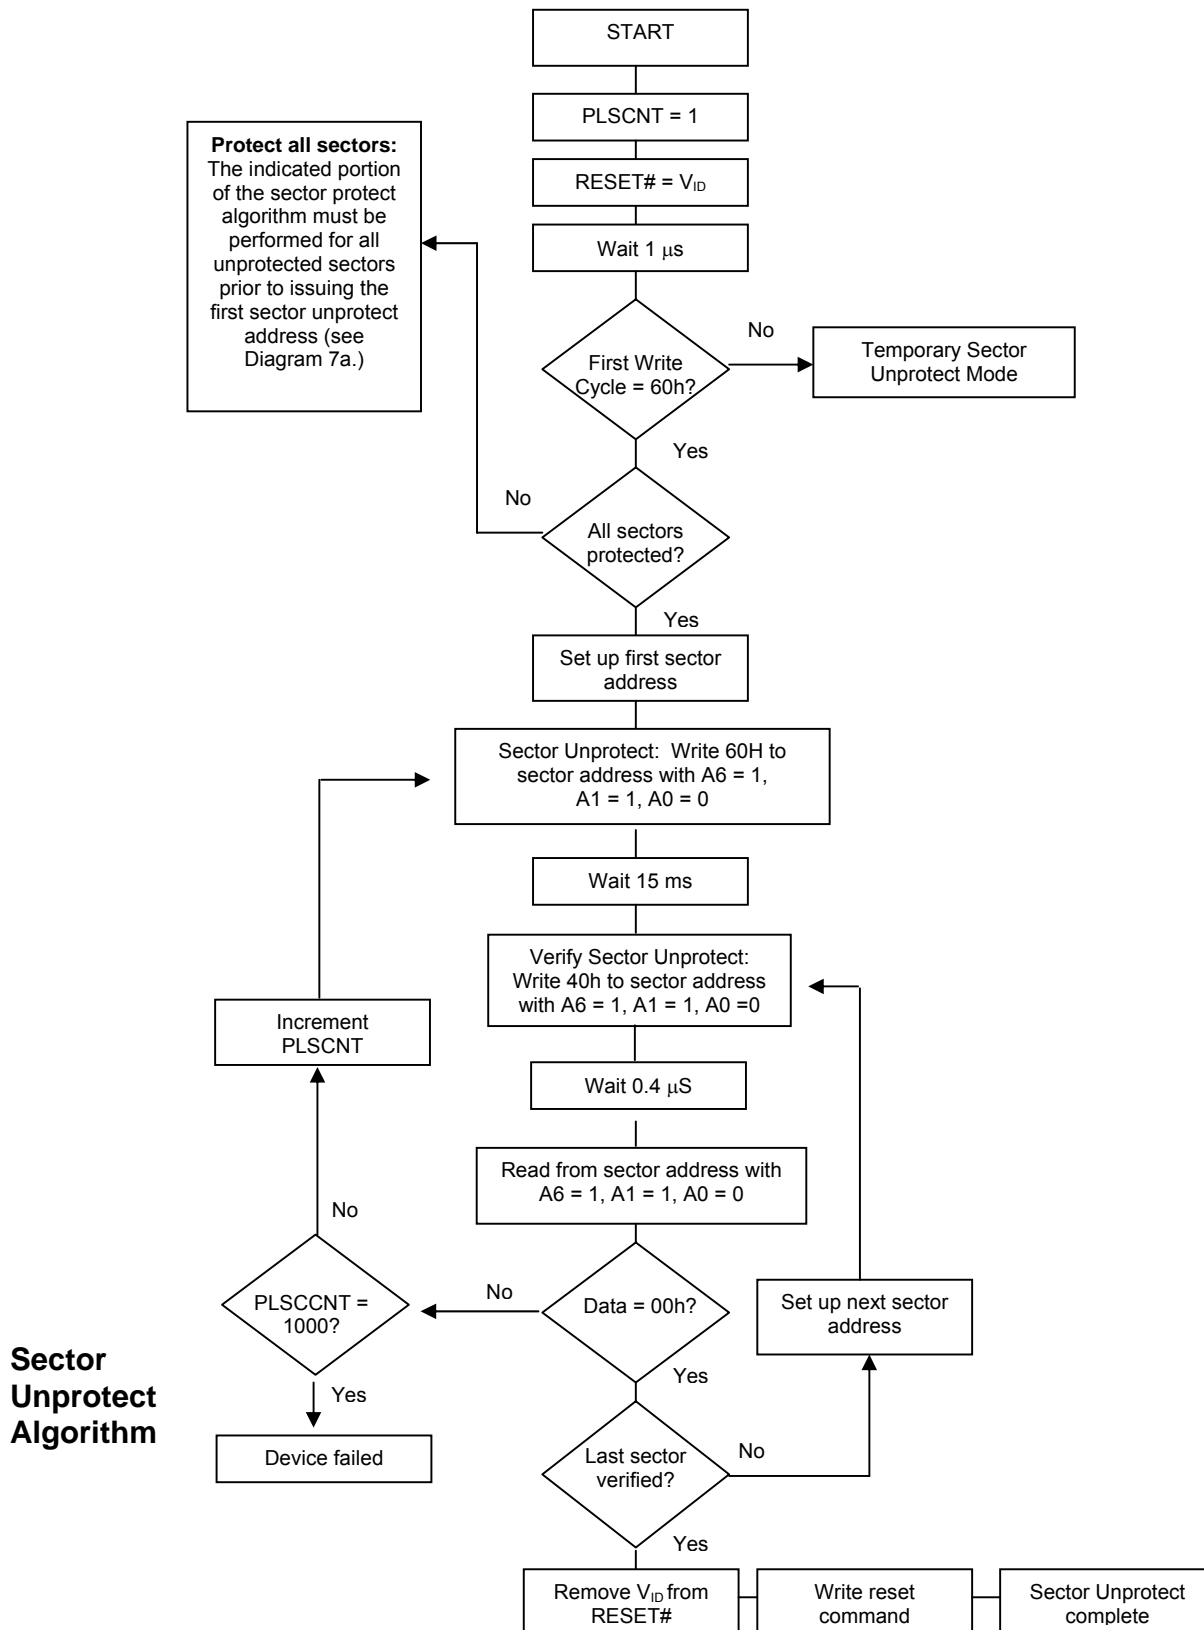 START
PLSCNT = 1
RESET# = VID
Wait 1 μs
Protect all sectors:
The indicated portion
of the sector protect
algorithm must be
performed for all
unprotected sectors
prior to issuing the
first sector unprotect
address (see
Diagram 7a.)
First Write
Cycle = 60h?
No
Temporary Sector
Unprotect Mode
Yes
No
All sectors
protected?
Yes
Set up first sector
address
Sector Unprotect: Write 60H to
sector address with A6 = 1,
A1 = 1, A0 = 0
Wait 15 ms
Verify Sector Unprotect:
Write 40h to sector address
with A6 = 1, A1 = 1, A0 =0
Increment
PLSCNT
Wait 0.4 μS
Read from sector address with
A6 = 1, A1 = 1, A0 = 0
No
PLSCCNT =
1000?
No
Data = 00h?
Set up next sector
address
Yes
Yes
Device failed
Sector
Unprotect
Algorithm
Last sector
verified?
No
Yes
Remove VID from
RESET#
Write reset
command
Sector Unprotect
complete